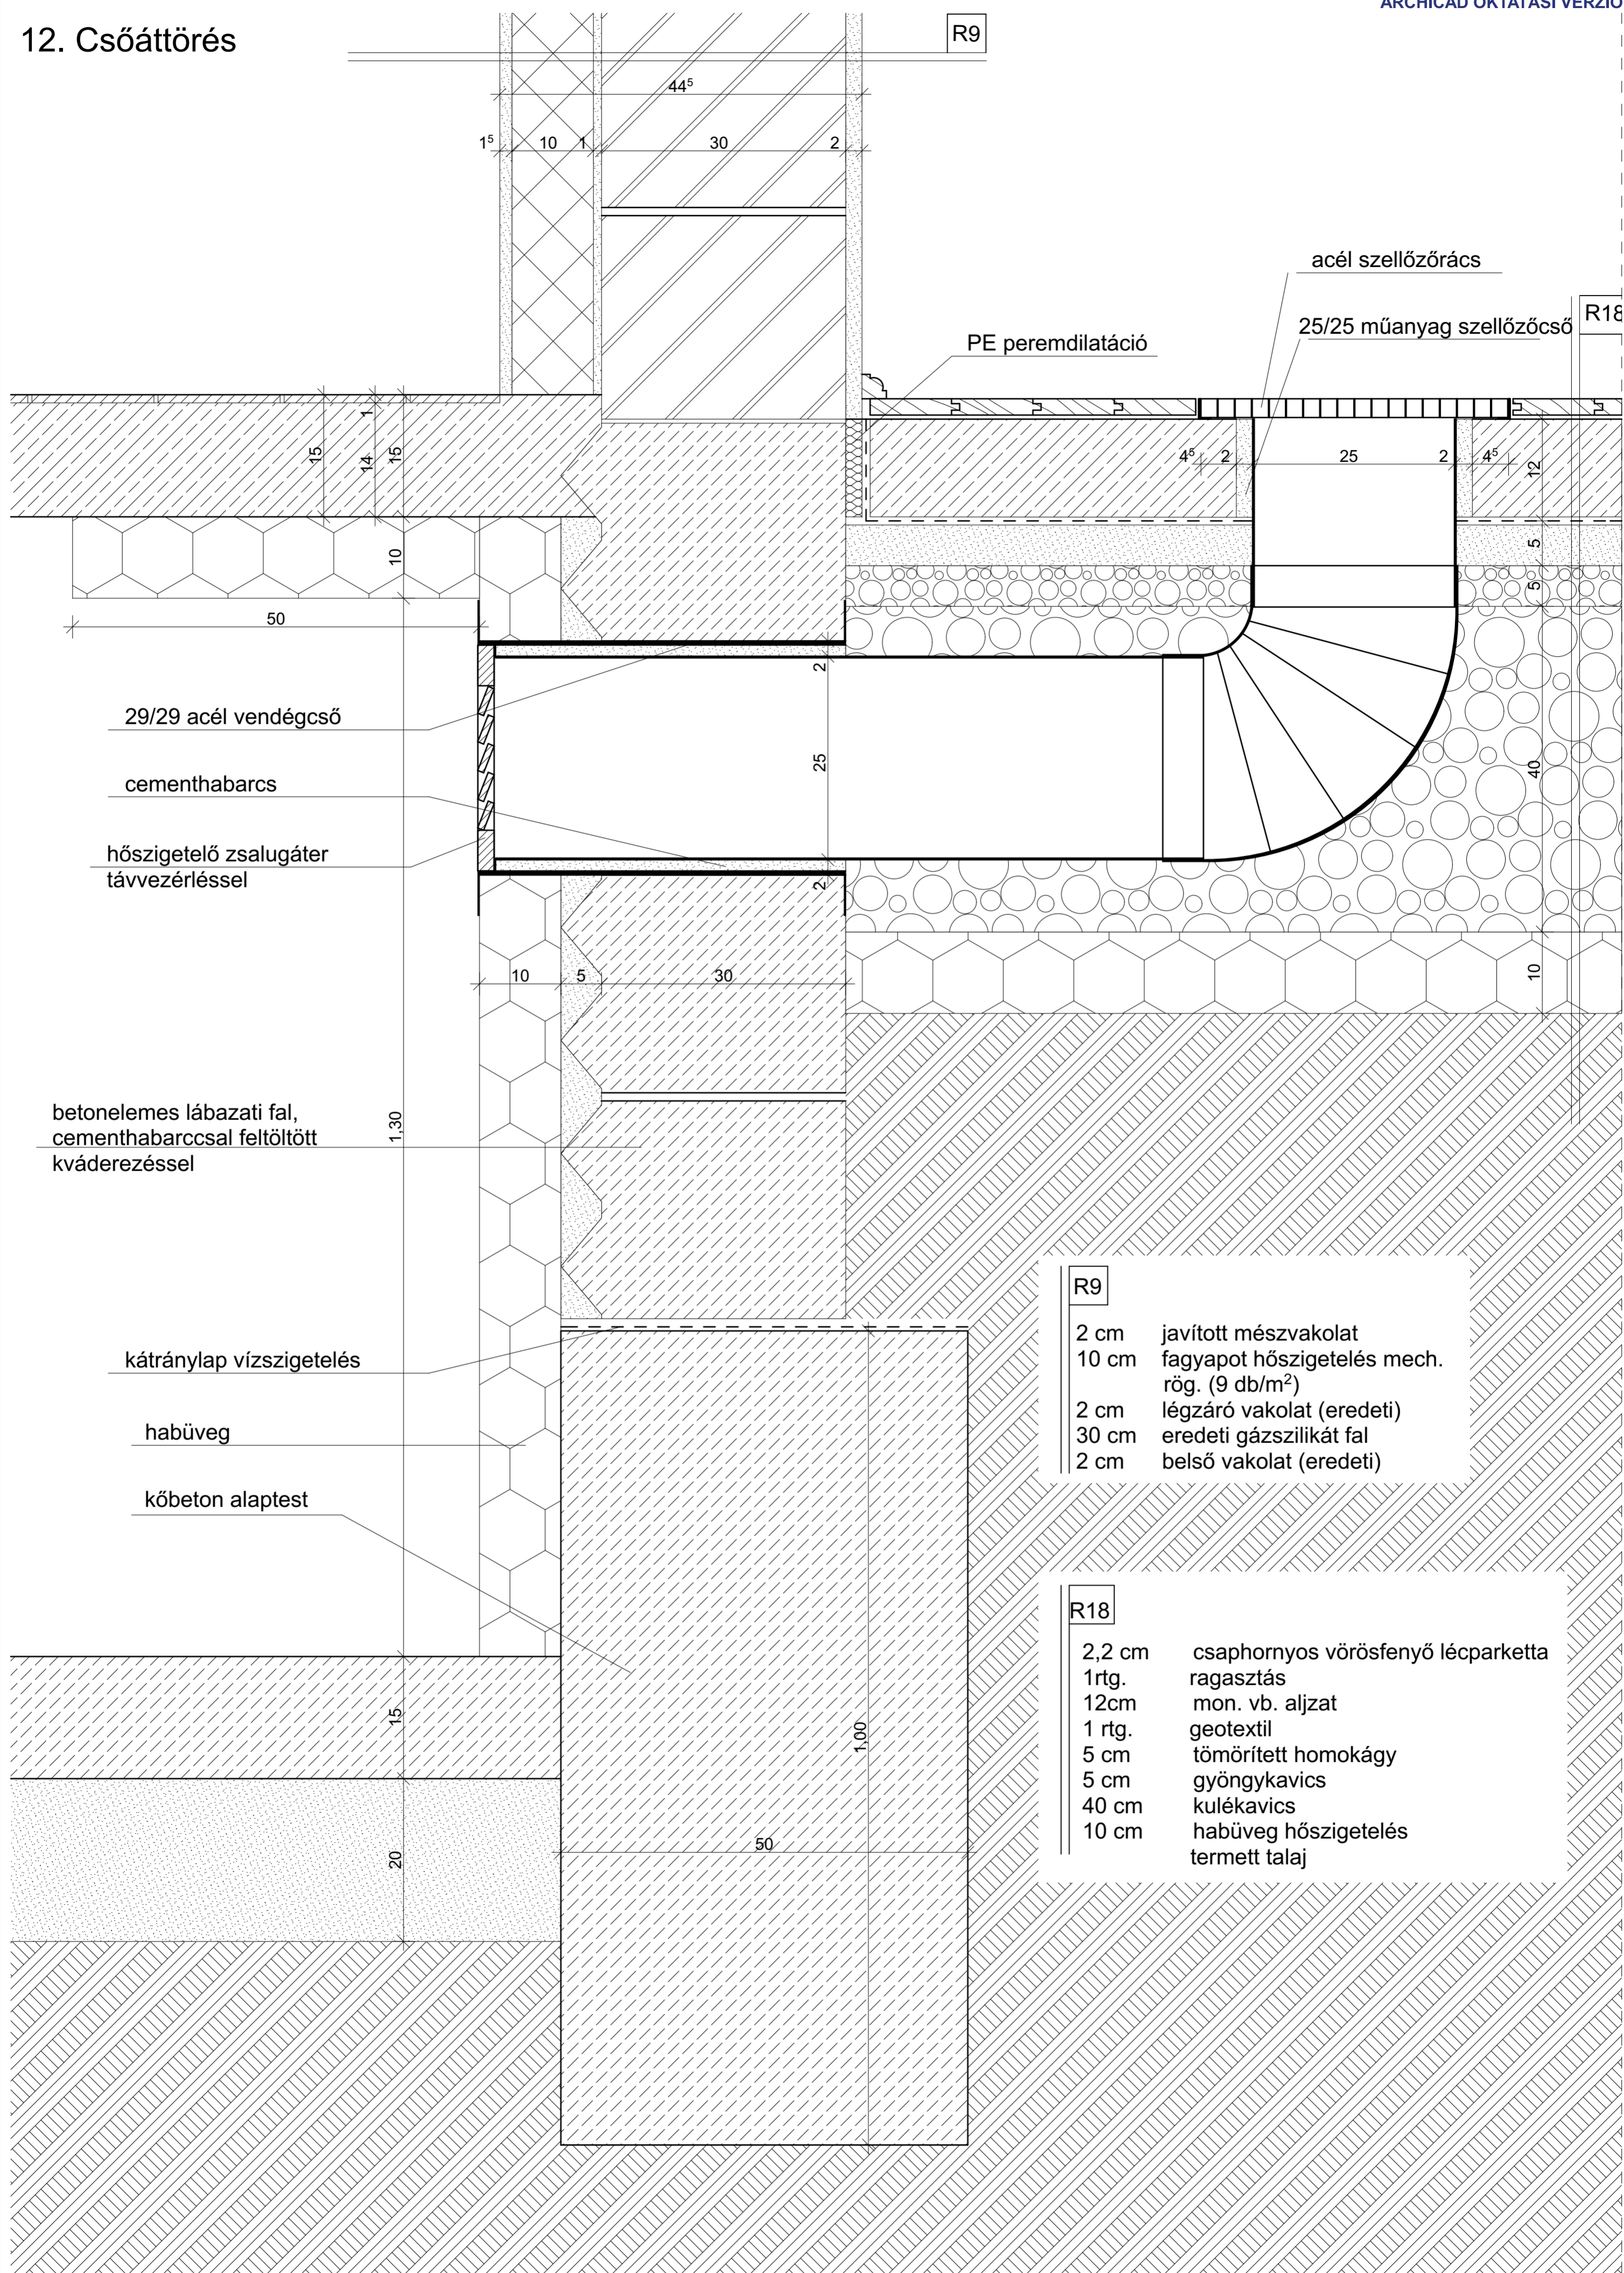 ARCHICAD OKTATÁSI VERZIÓ
12. Csőáttörés
R9
44⁵
1⁵ 10 1 30 2
acél szellőzőrács
25/25 műanyag szellőzőcső
R18
PE peremdilatáció
15
1
14
15
4⁵ 2 25 2 4⁵
12
10
5
5
50
2
29/29 acél vendégcső
25
40
cementhabarcs
hőszigetelő zsalugáter
távvezérléssel
2
10 5 30
10
betonelemes lábazati fal,
cementhabarccsal feltöltött
kváderezéssel
1,30
R9
2 cm javított mészvakolat
10 cm fagyapot hőszigetelés mech.
rög. (9 db/m²)
2 cm légzáró vakolat (eredeti)
30 cm eredeti gázszilikát fal
2 cm belső vakolat (eredeti)
kátránylap vízszigetelés
habüveg
kőbeton alaptest
R18
2,2 cm csaphornyos vörösfenyő lécparketta
1rtg. ragasztás
12cm mon. vb. aljzat
1 rtg. geotextil
5 cm tömörített homokágy
5 cm gyöngykavics
40 cm kulékavics
10 cm habüveg hőszigetelés
termett talaj
15
1,00
50
20